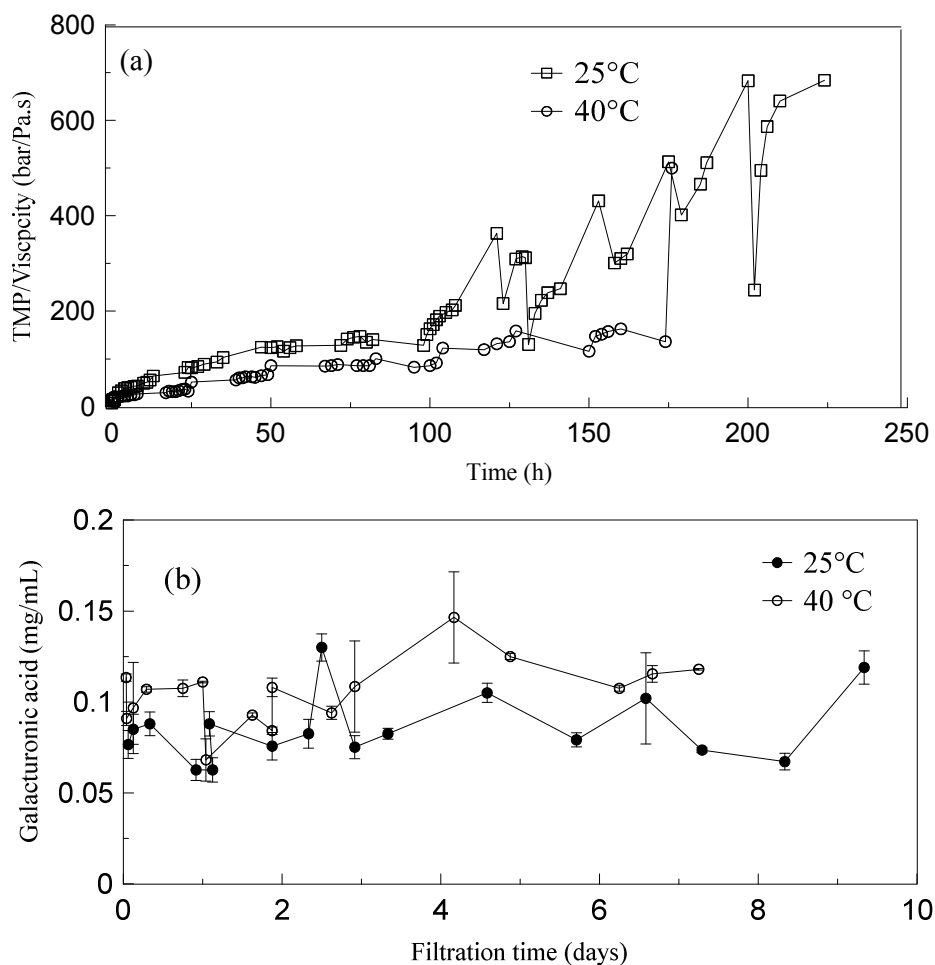 800
(a)
25°C
40°C
600
400
200
0
TMP/Viscpcity (bar/Pa.s)
0 50 100 150 200 250
Time (h)
0.2
(b)
25°C
40 °C
0.15
0.1
0.05
0
Galacturonic acid (mg/mL)
0 2 4 6 8 10
Filtration time (days)